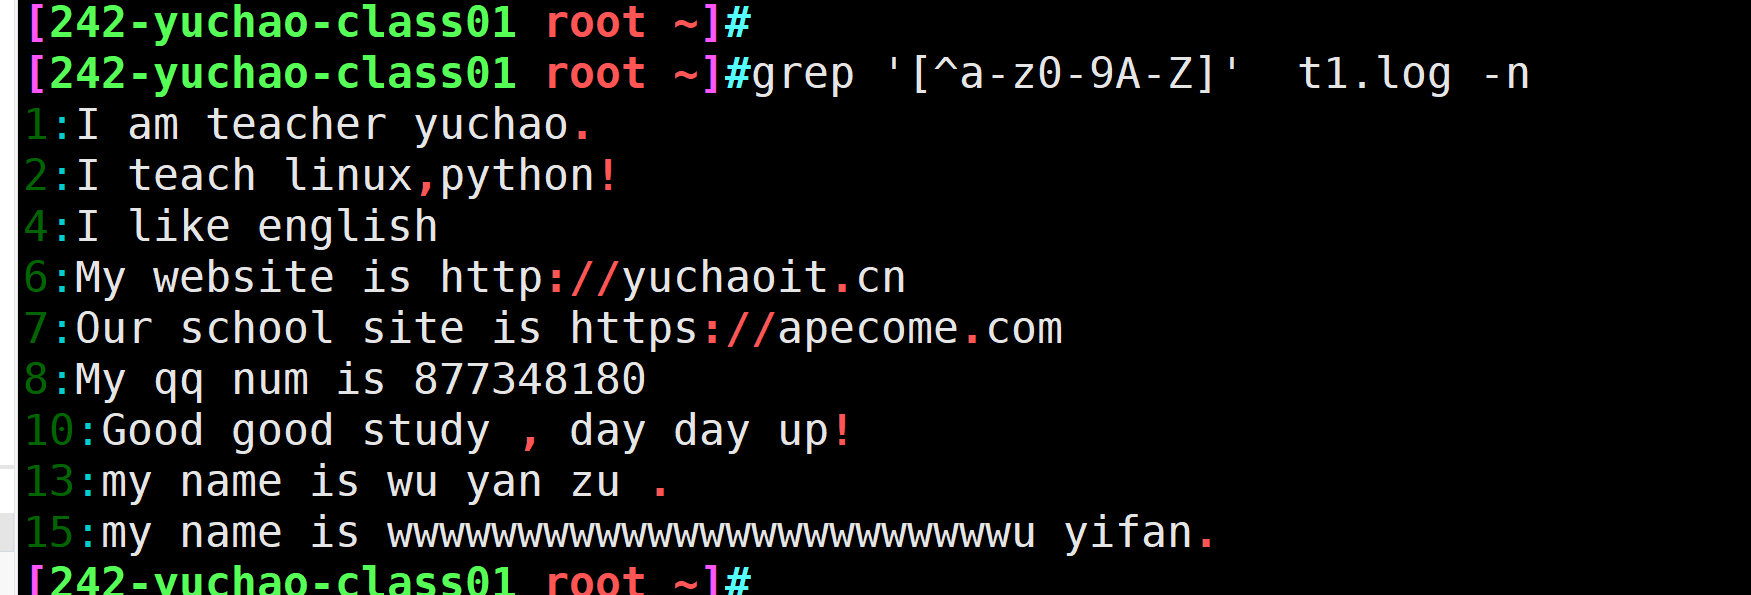 [242-yuchao-class01 root ~]#
[242-yuchao-class01 root ~]#grep '[^a-z0-9A-Z]'  t1.log -n
1:I am teacher yuchao.
2:I teach linux,python!
4:I like english
6:My website is http://yuchaoit.cn
7:Our school site is https://apecome.com
8:My qq num is 877348180
10:Good good study , day day up!
13:my name is wu yan zu .
15:my name is wwwwwwwwwwwwwwwwwwwwwwwwu yifan.
[242-yuchao-class01 root ~]#